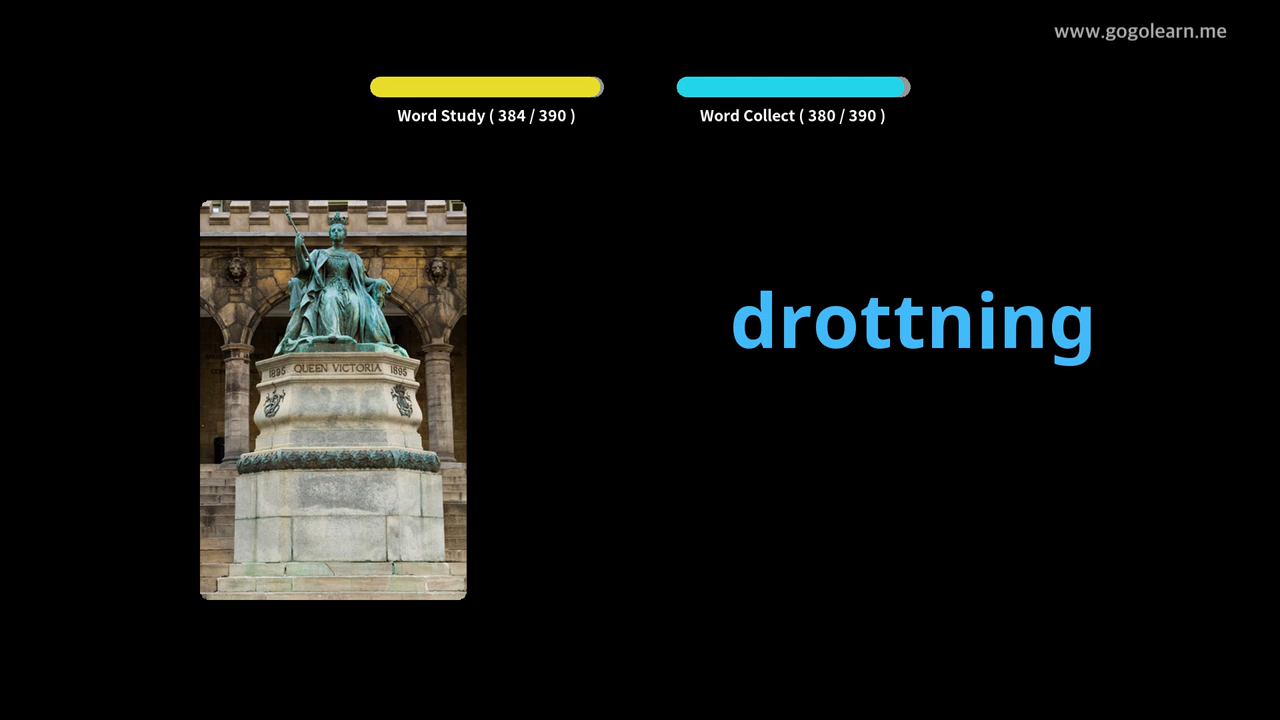 www.gogolearn.me
Word Study ( 384 / 390 )
Word Collect ( 380 / 390 )
drottning
1895 QUEEN VICTORIA 1895